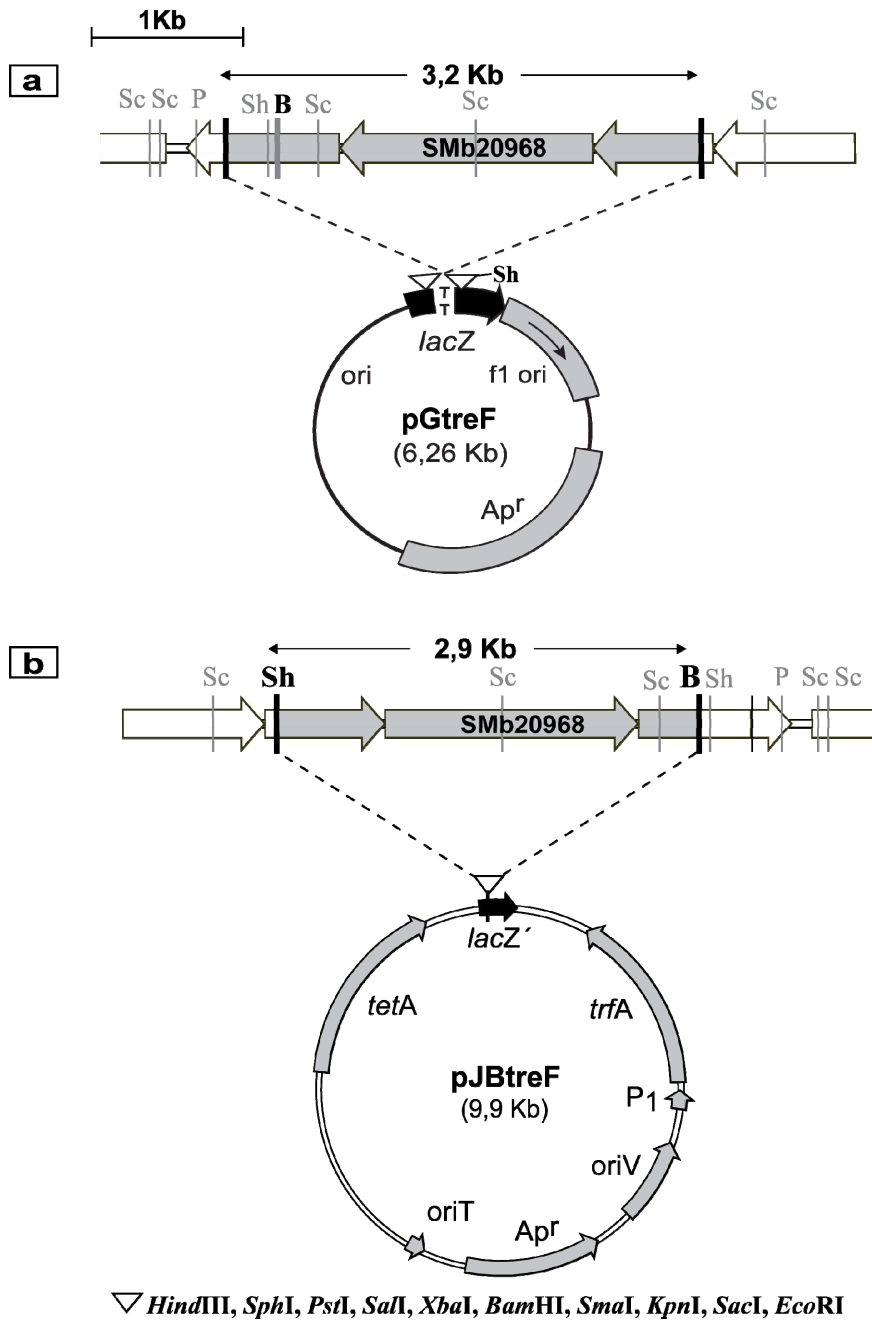 1Kb
a
3,2 Kb
Sc Sc P Sh B Sc Sc Sc
SMb20968
Sh
T
T
lacZ
ori
f1 ori
pGtreF
(6,26 Kb)
Apr
b
2,9 Kb
Sc Sh Sc Sc B Sh P Sc Sc
SMb20968
lacZ´
tetA
trfA
pJBtreF
(9,9 Kb)
P1
oriV
oriT
Apr
HindIII, SphI, PstI, SalI, XbaI, BamHI, SmaI, KpnI, SacI, EcoRI